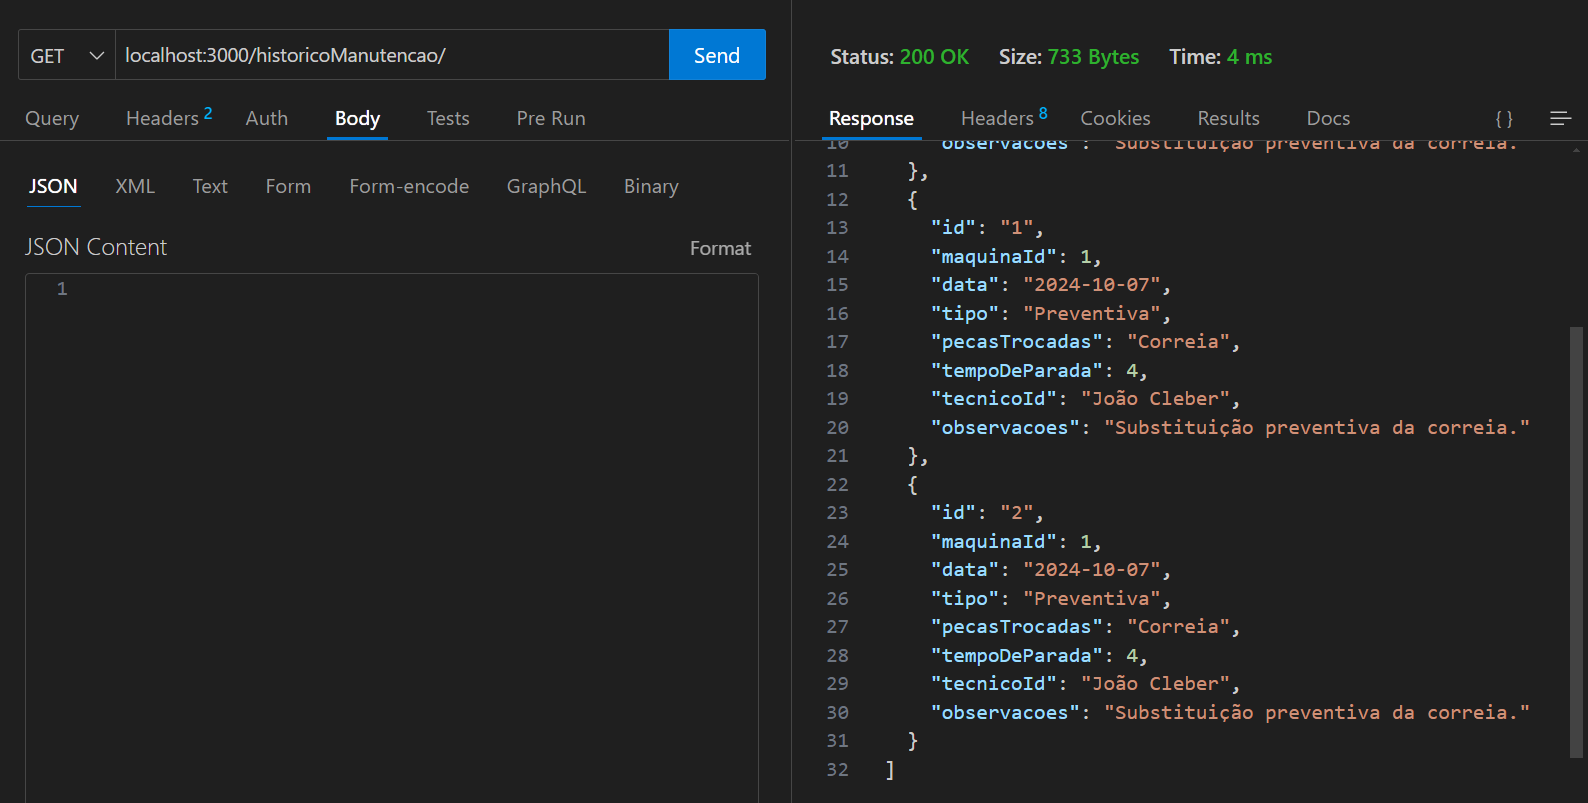 GET localhost:3000/historicoManutencao/ Send
Query Headers 2 Auth Body Tests Pre Run
JSON XML Text Form Form-encode GraphQL Binary
JSON Content Format
1
Status: 200 OK Size: 733 Bytes Time: 4 ms
Response Headers 8 Cookies Results Docs { }
10 "observacoes": "Substituição preventiva da correia."
11 },
12 {
13 "id": "1",
14 "maquinaId": 1,
15 "data": "2024-10-07",
16 "tipo": "Preventiva",
17 "pecasTrocadas": "Correia",
18 "tempoDeParada": 4,
19 "tecnicoId": "João Cleber",
20 "observacoes": "Substituição preventiva da correia."
21 },
22 {
23 "id": "2",
24 "maquinaId": 1,
25 "data": "2024-10-07",
26 "tipo": "Preventiva",
27 "pecasTrocadas": "Correia",
28 "tempoDeParada": 4,
29 "tecnicoId": "João Cleber",
30 "observacoes": "Substituição preventiva da correia."
31 }
32 ]